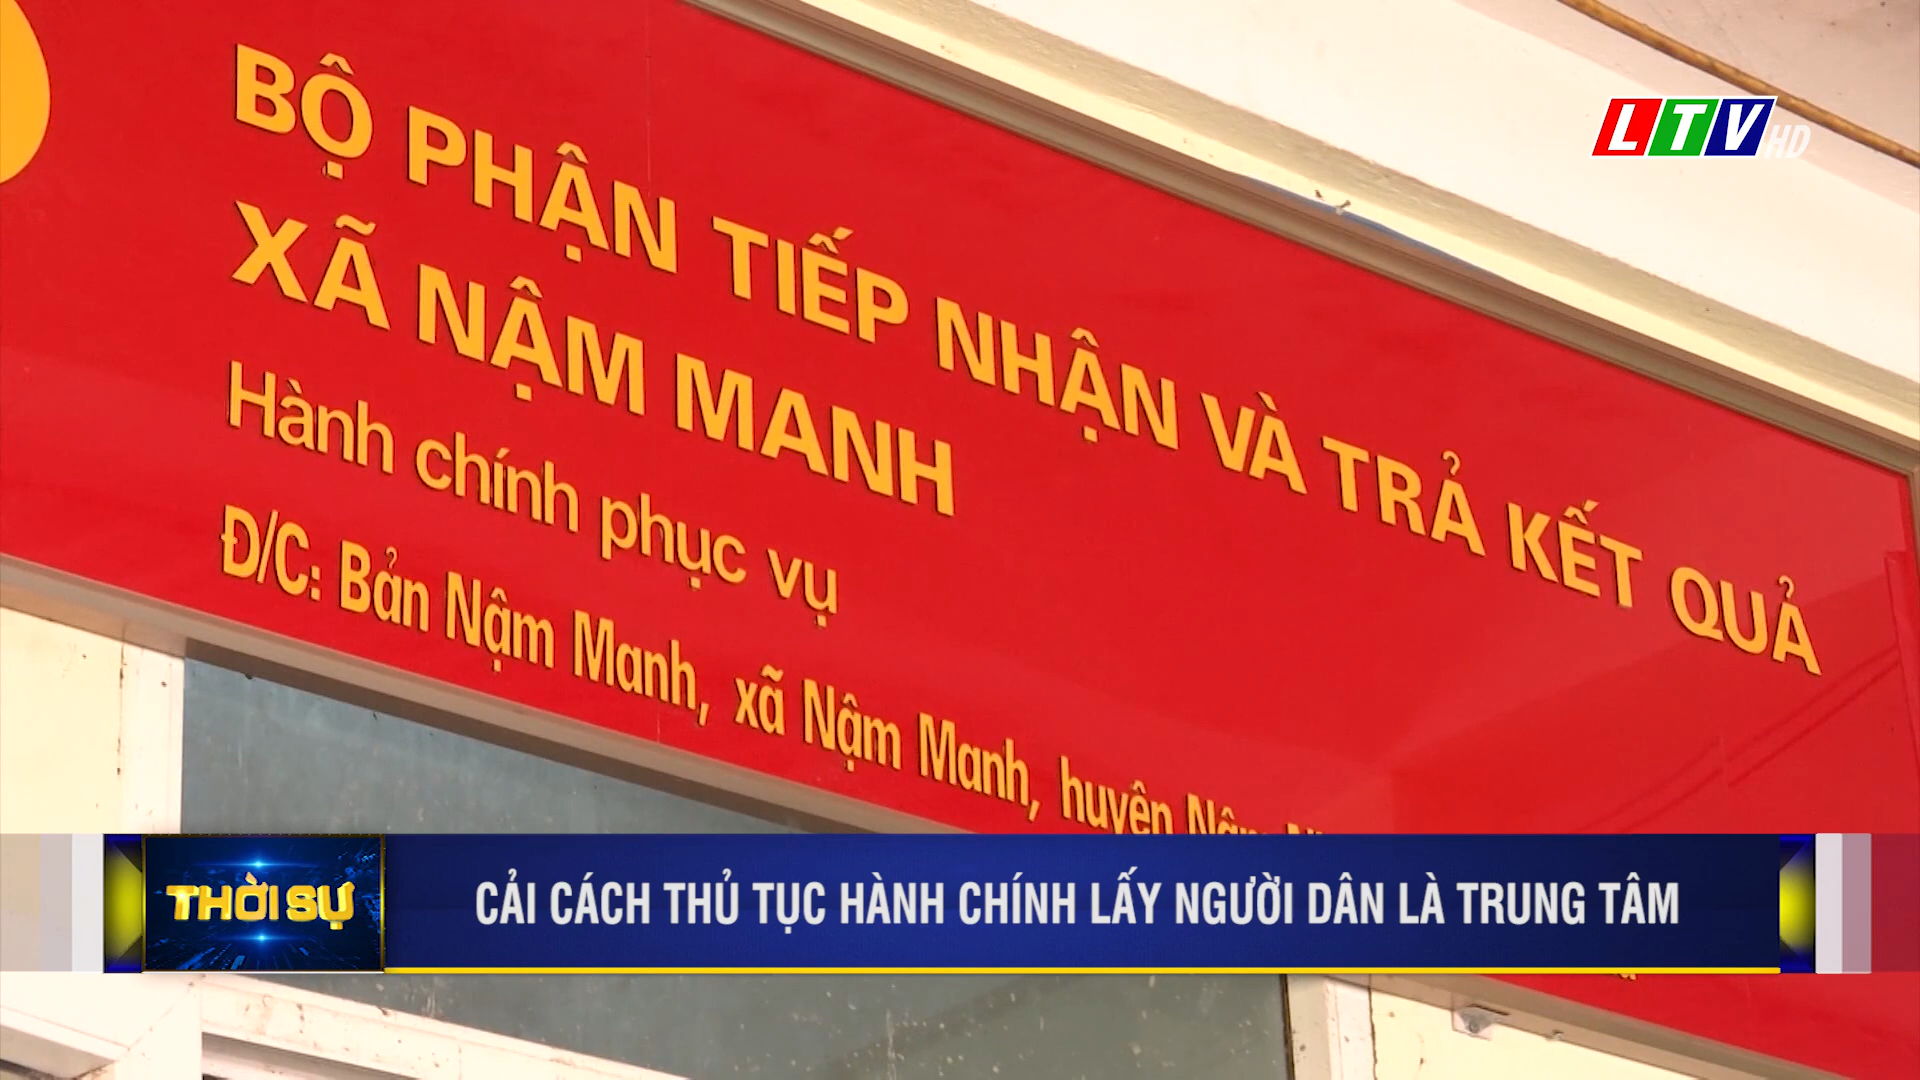 LTV HD
BỘ PHẬN TIẾP NHẬN VÀ TRẢ KẾT QUẢ
XÃ NẬM MANH
Hành chính phục vụ
Đ/C: Bản Nậm Manh, xã Nậm Manh, huyện Nậm
THỜI SỰ
CẢI CÁCH THỦ TỤC HÀNH CHÍNH LẤY NGƯỜI DÂN LÀ TRUNG TÂM